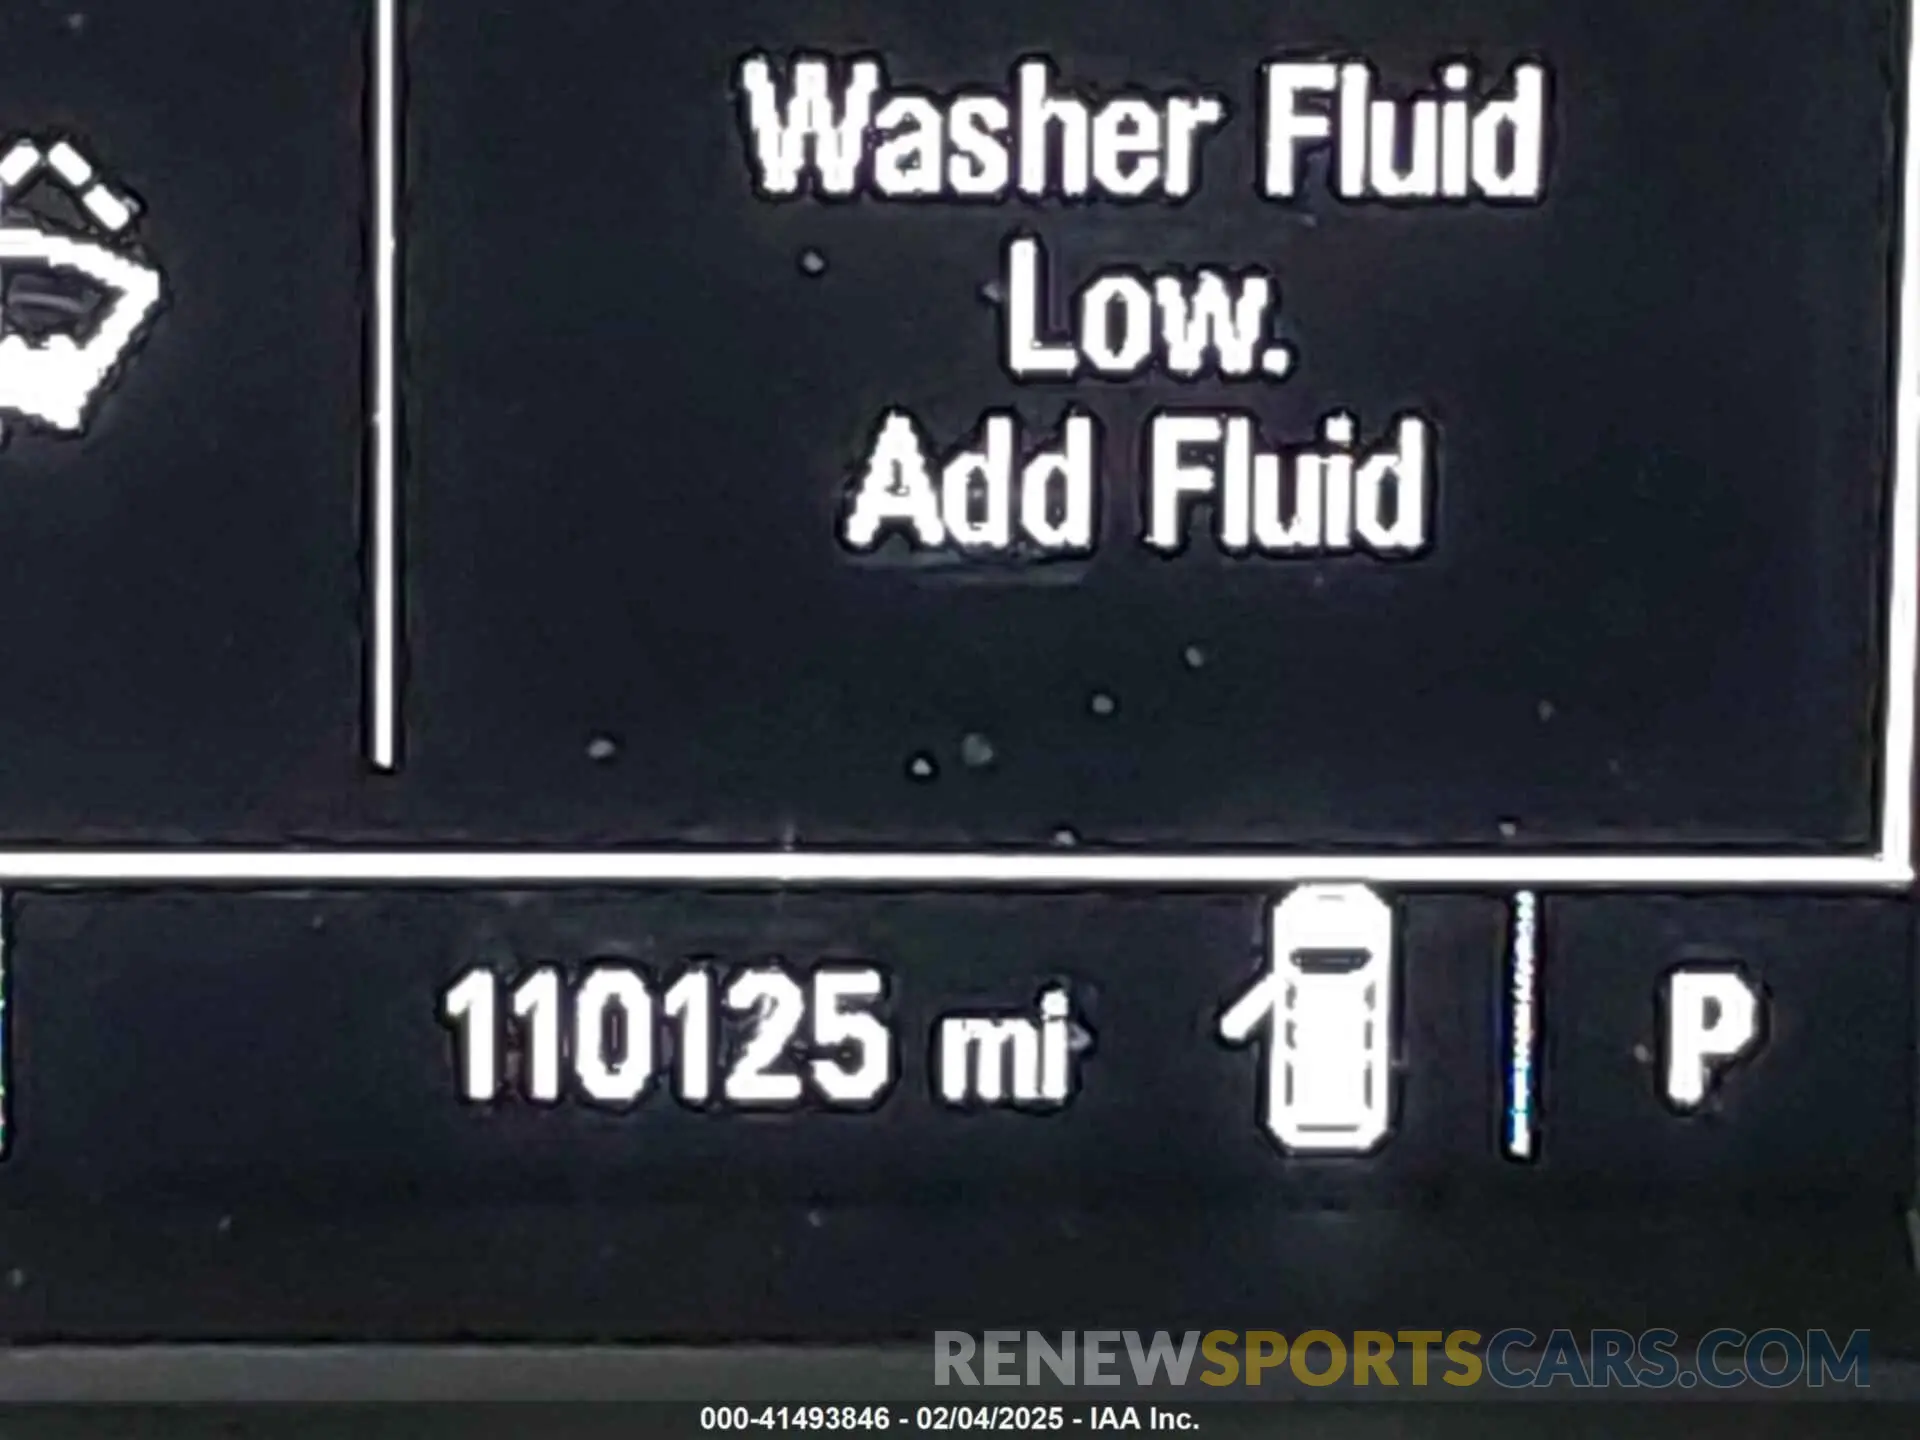 Washer Fluid
Low.
Add Fluid
110125 mi P
RENEWSPORTSCARS.COM
000-41493846 - 02/04/2025 - IAA Inc.